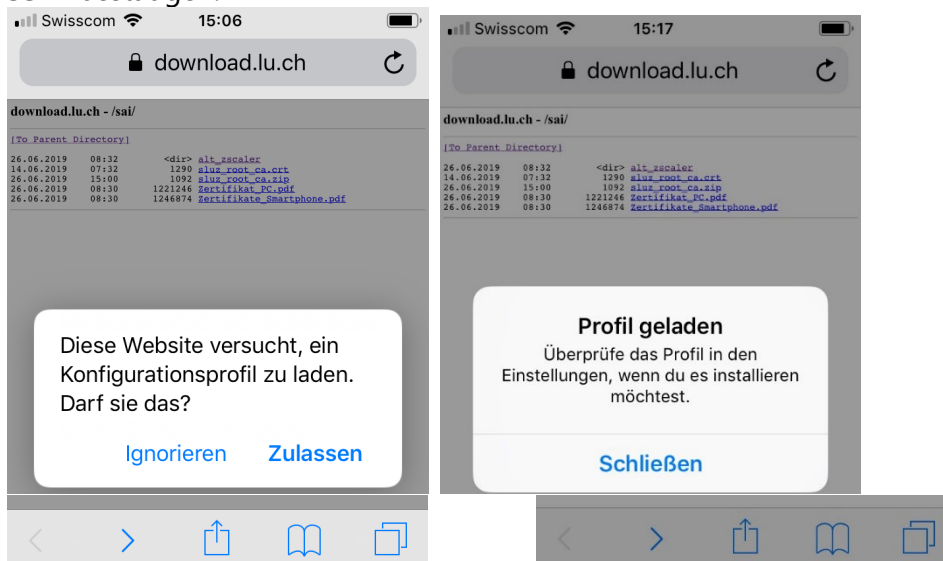 Swisscom 15:06
download.lu.ch
download.lu.ch - /sai/
[To Parent Directory]
26.06.2019 08:32 <dir> alt_zscaler
14.06.2019 07:32 1290 sluz_root_ca.crt
26.06.2019 15:00 1092 sluz_root_ca.zip
26.06.2019 08:30 1221246 Zertifikat_PC.pdf
26.06.2019 08:30 1246874 Zertifikate_Smartphone.pdf
Diese Website versucht, ein
Konfigurationsprofil zu laden.
Darf sie das?
Ignorieren Zulassen
Swisscom 15:17
download.lu.ch
download.lu.ch - /sai/
[To Parent Directory]
26.06.2019 08:32 <dir> alt_zscaler
14.06.2019 07:32 1290 sluz_root_ca.crt
26.06.2019 15:00 1092 sluz_root_ca.zip
26.06.2019 08:30 1221246 Zertifikat_PC.pdf
26.06.2019 08:30 1246874 Zertifikate_Smartphone.pdf
Profil geladen
Überprüfe das Profil in den
Einstellungen, wenn du es installieren
möchtest.
Schließen